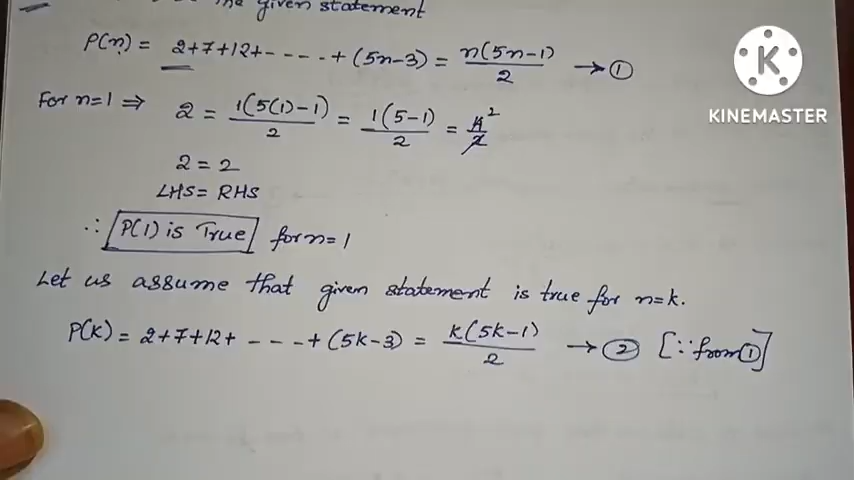 the given statement
P(n) = 2+7+12+- - - -+ (5n-3) = n(5n-1)/2 → ①
For n=1 ⇒ 2 = 1(5(1)-1)/2 = 1(5-1)/2 = 4/2 2
2 = 2
LHS = RHS
∴ P(1) is True for n=1
Let us assume that given statement is true for n=k.
P(k) = 2+7+12+ - - - -+ (5k-3) = k(5k-1)/2 → ② [∵ from ①]
K
KINEMASTER